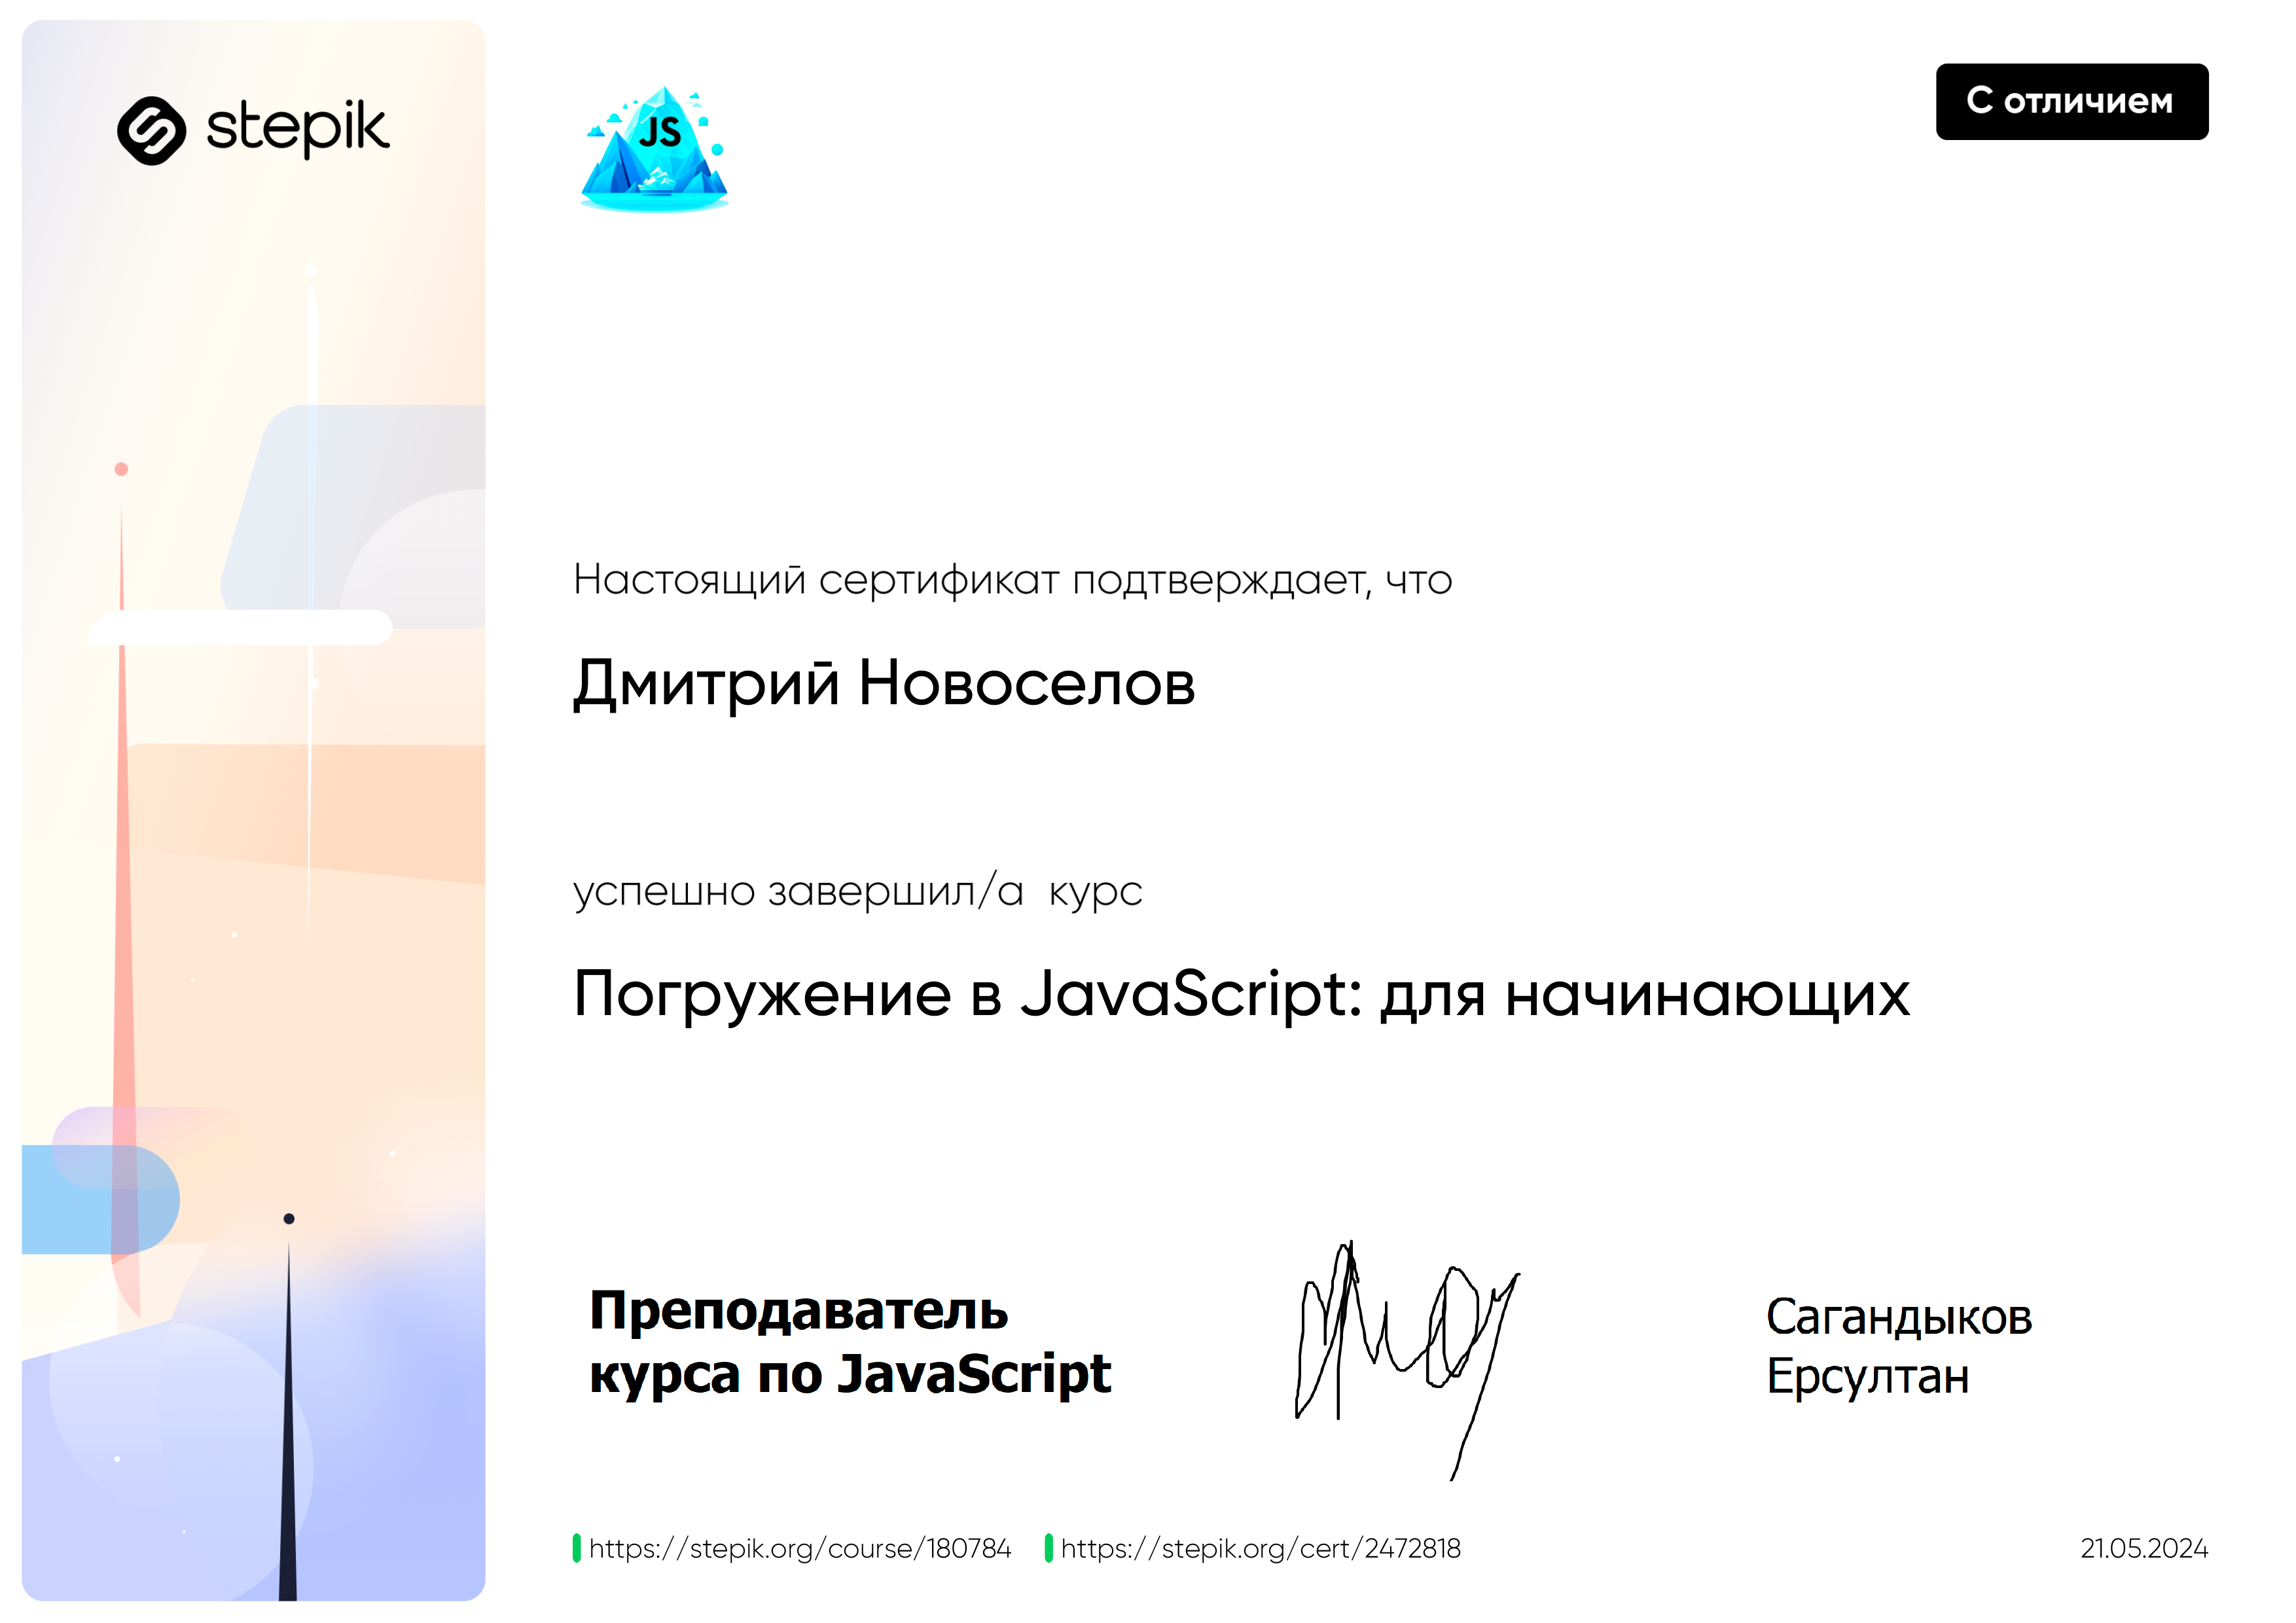 stepik
JS
С отличием
Настоящий сертификат подтверждает, что
Дмитрий Новоселов
успешно завершил/а курс
Погружение в JavaScript: для начинающих
Преподаватель
курса по JavaScript
Сагандыков
Ерсултан
https://stepik.org/course/180784
https://stepik.org/cert/2472818
21.05.2024